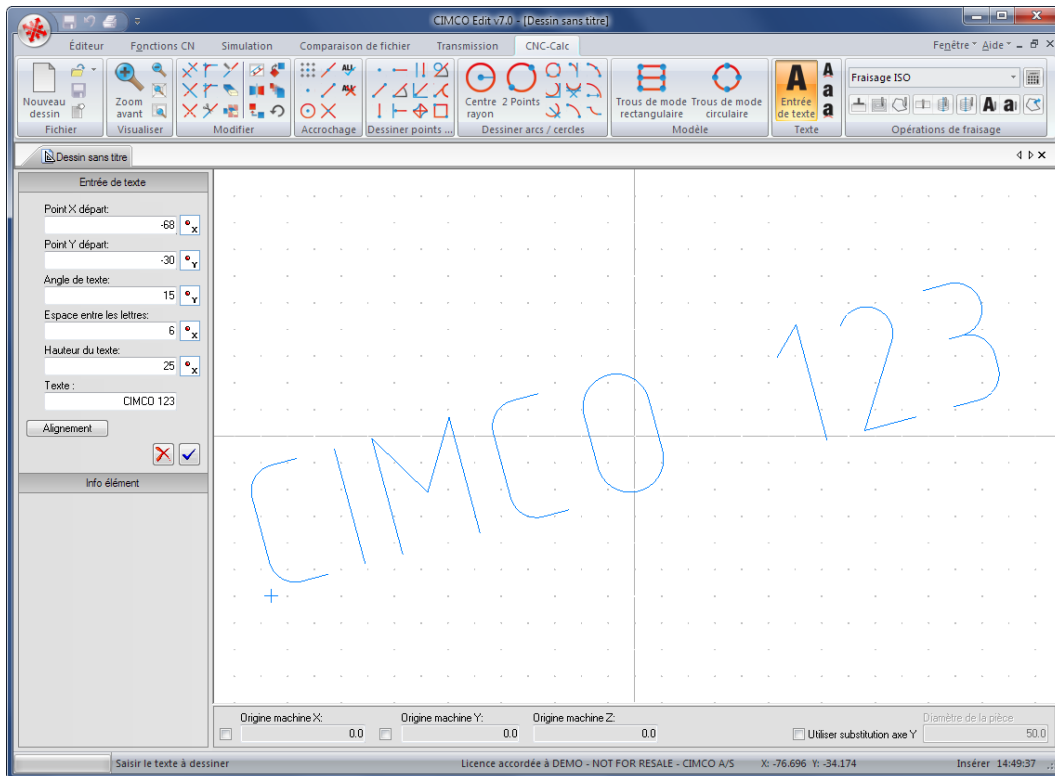 CIMCO Edit v7.0 - [Dessin sans titre]
Éditeur Fonctions CN Simulation Comparaison de fichier Transmission CNC-Calc Fenêtre Aide
Nouveau dessin
Zoom avant
Centre rayon
2 Points
Trous de mode rectangulaire
Trous de mode circulaire
Entrée de texte
Fraisage ISO
Fichier Visualiser Modifier Accrochage Dessiner points ... Dessiner arcs / cercles Modèle Texte Opérations de fraisage
Dessin sans titre
Entrée de texte
Point X départ:
-68
Point Y départ:
-30
Angle de texte:
15
Espace entre les lettres:
6
Hauteur du texte:
25
Texte :
CIMCO 123
Alignement
Info élément
CIMCO 123
Origine machine X: Origine machine Y: Origine machine Z: Diamètre de la pièce
0.0 0.0 0.0 Utiliser substitution axe Y 50.0
Saisir le texte à dessiner Licence accordée à DEMO - NOT FOR RESALE - CIMCO A/S X: -76.696 Y: -34.174 Insérer 14:49:37